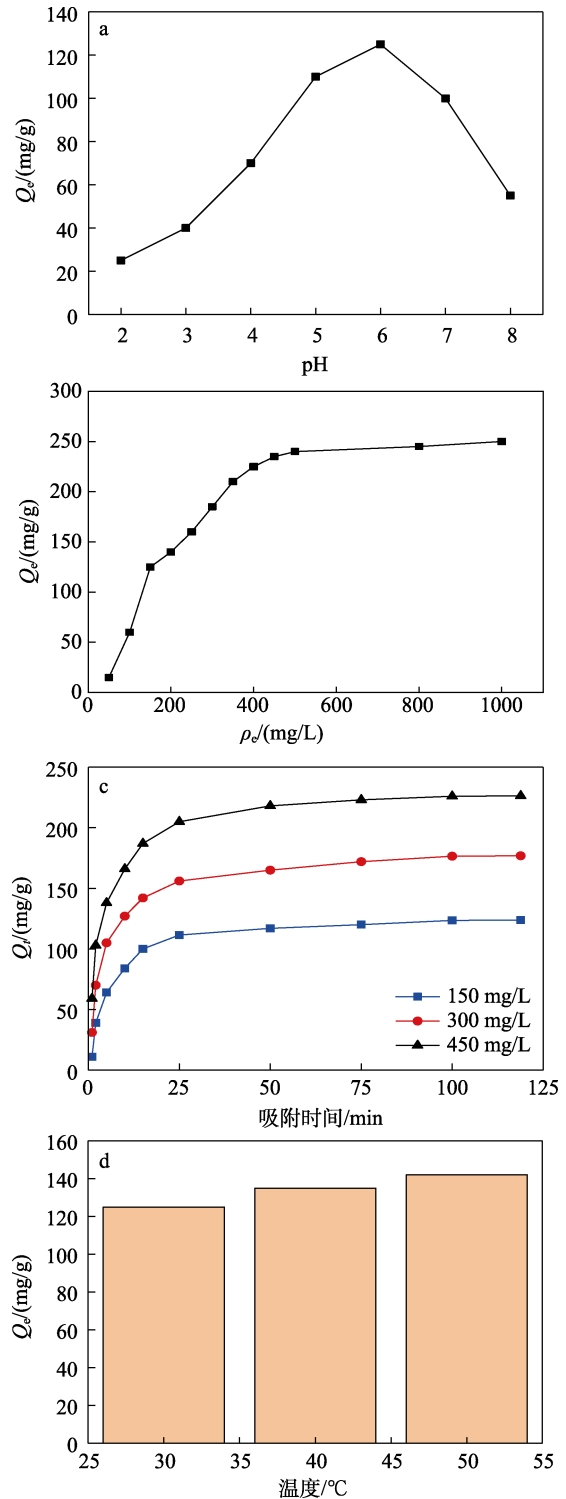 a
140
120
100
80
60
40
20
0
Qe/(mg/g)
2 3 4 5 6 7 8
pH
300
250
200
150
100
50
0
Qe/(mg/g)
0 200 400 600 800 1000
ρe/(mg/L)
c
250
200
150
100
50
0
Qt/(mg/g)
150 mg/L
300 mg/L
450 mg/L
0 25 50 75 100 125
吸附时间/min
d
160
140
120
100
80
60
40
20
0
Qe/(mg/g)
25 30 35 40 45 50 55
温度/℃